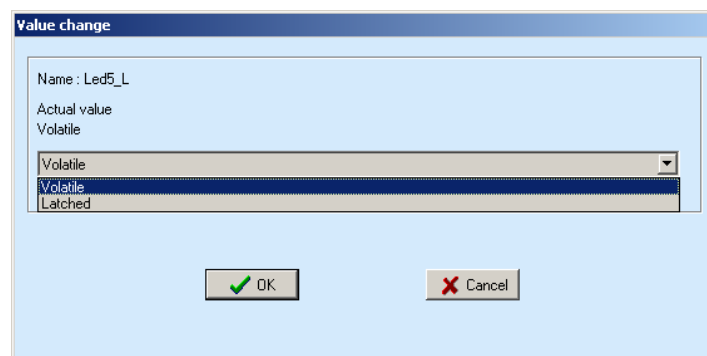 Value change
Name : Led5_L
Actual value
Volatile
Volatile
Volatile
Latched
OK
Cancel